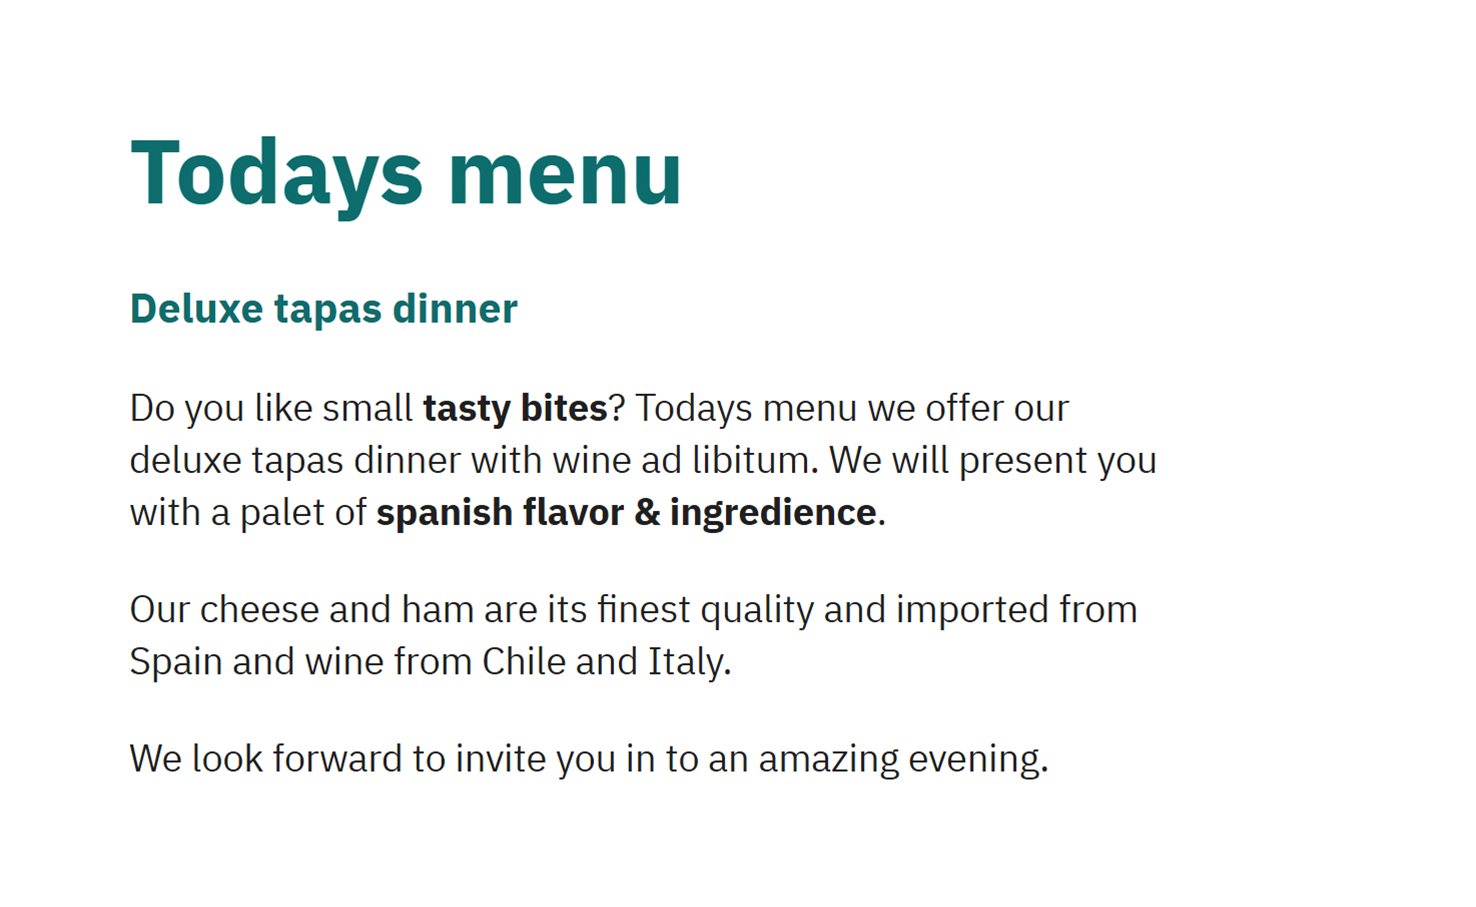 Todays menu
Deluxe tapas dinner
Do you like small tasty bites? Todays menu we offer our
deluxe tapas dinner with wine ad libitum. We will present you
with a palet of spanish flavor & ingredience.
Our cheese and ham are its finest quality and imported from
Spain and wine from Chile and Italy.
We look forward to invite you in to an amazing evening.